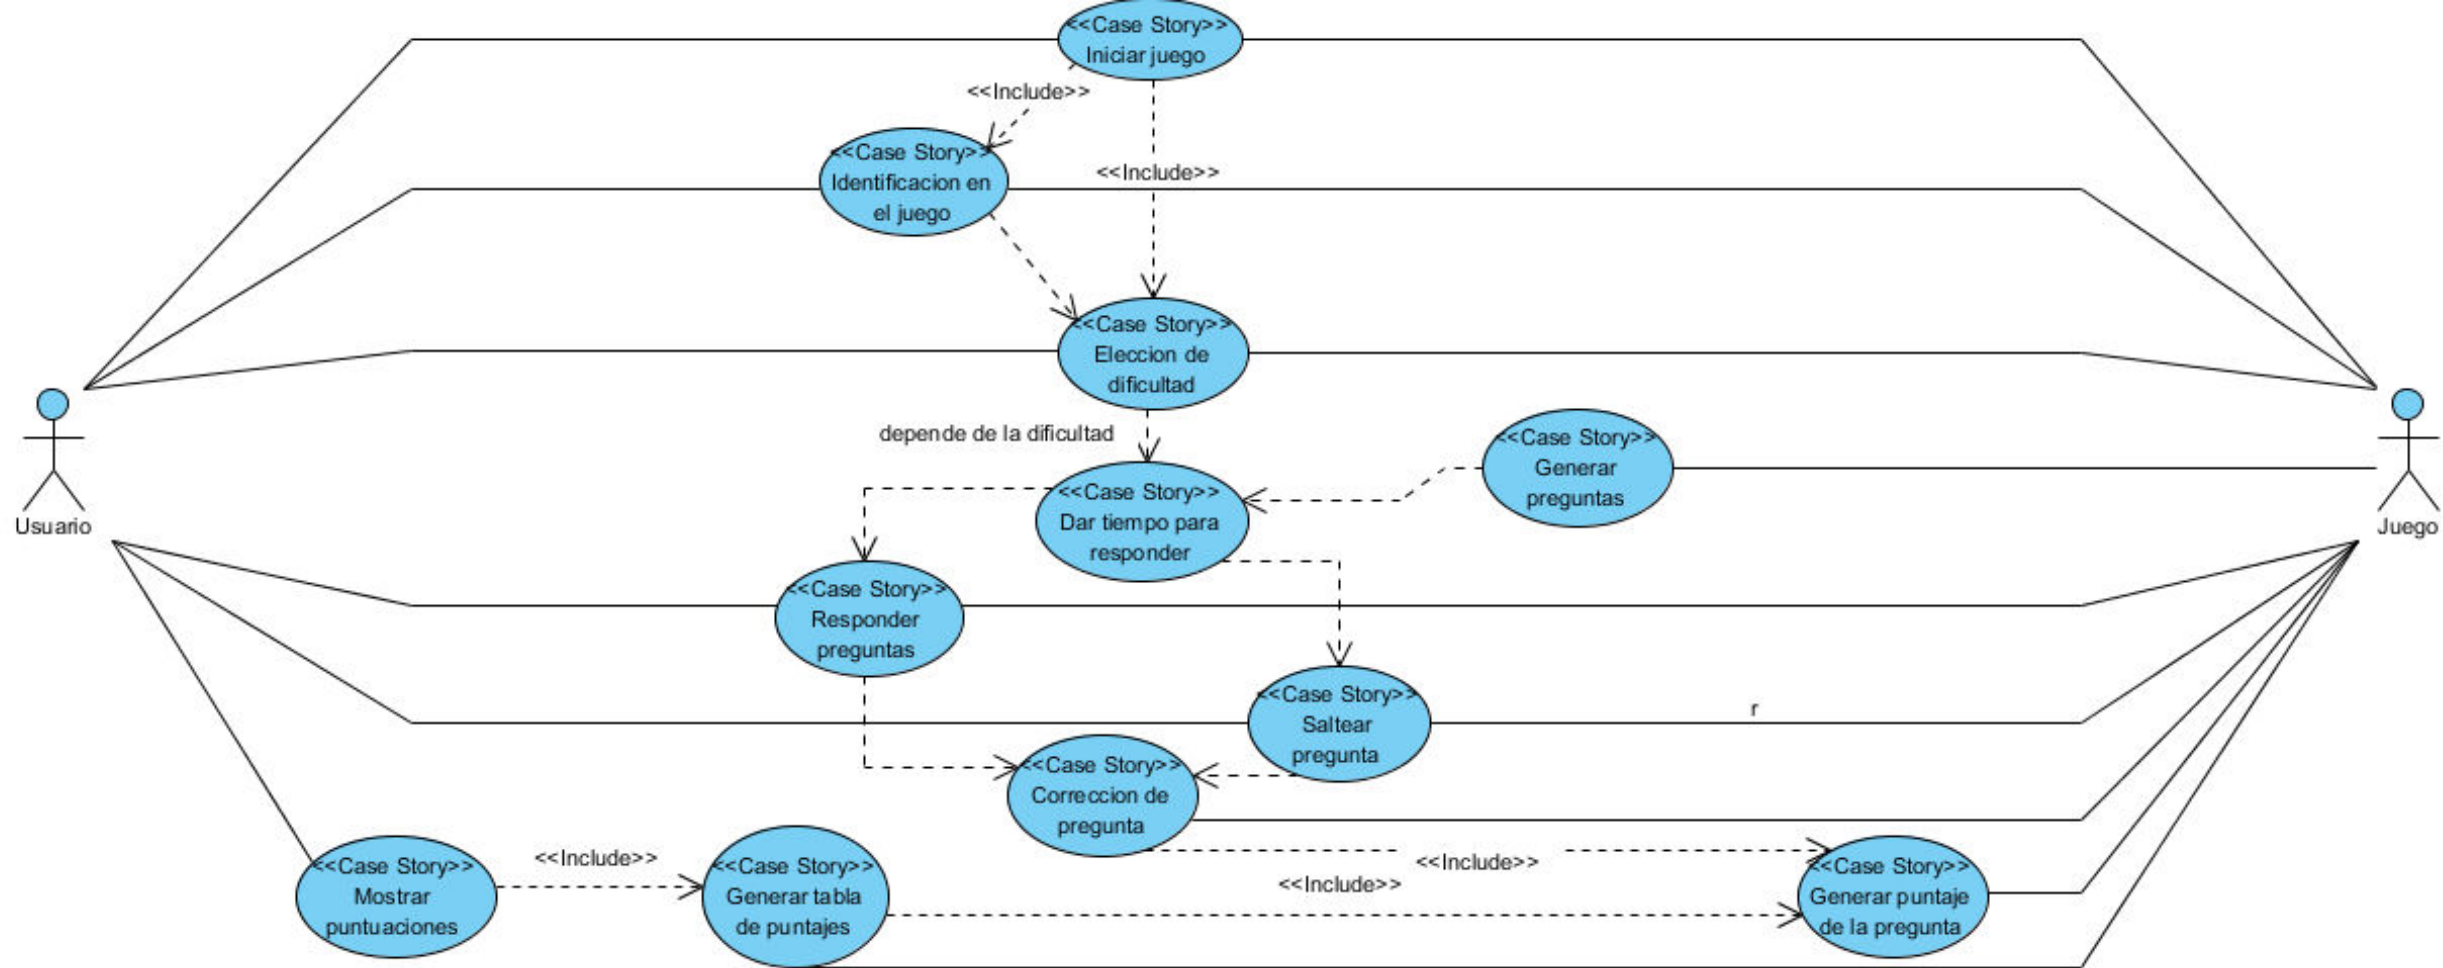 <<Case Story>>
Iniciar juego
<<Include>>
<<Case Story>>
Identificacion en
el juego
<<Include>>
<<Case Story>>
Eleccion de
dificultad
depende de la dificultad
<<Case Story>>
Generar
preguntas
<<Case Story>>
Dar tiempo para
responder
Usuario
Juego
<<Case Story>>
Responder
preguntas
<<Case Story>>
Saltear
pregunta
r
<<Case Story>>
Correccion de
pregunta
<<Case Story>>
Mostrar
puntuaciones
<<Include>>
<<Case Story>>
Generar tabla
de puntajes
<<Include>>
<<Include>>
<<Case Story>>
Generar puntaje
de la pregunta